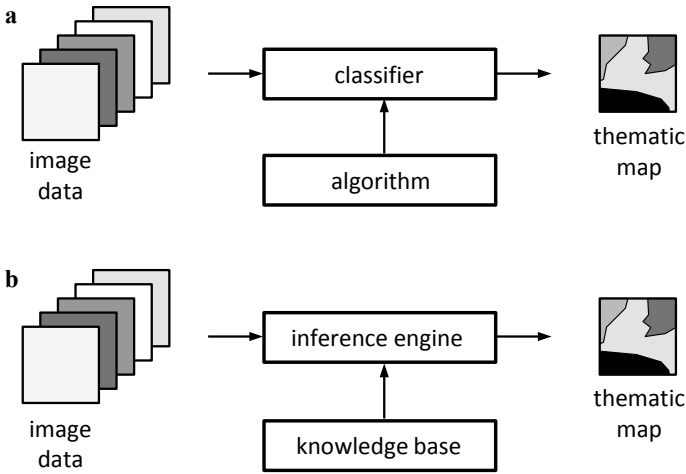 a
classifier
image
data
algorithm
thematic
map
b
inference engine
image
data
knowledge base
thematic
map